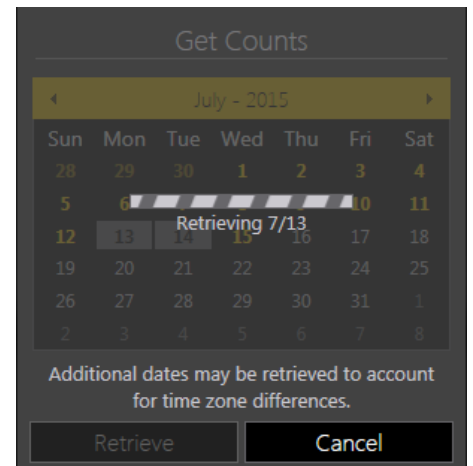 Get Counts
July - 2015
Sun Mon Tue Wed Thu Fri Sat
28 29 30 1 2 3 4
5 6 10 11
Retrieving 7/13
12 13 14 15 16 17 18
19 20 21 22 23 24 25
26 27 28 29 30 31 1
2 3 4 5 6 7 8
Additional dates may be retrieved to account
for time zone differences.
Retrieve Cancel